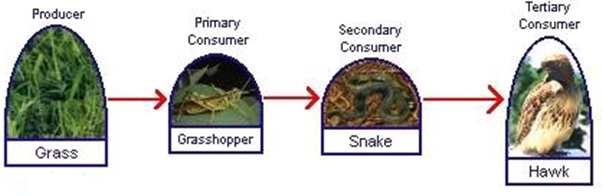 Producer
Grass
Primary
Consumer
Grasshopper
Secondary
Consumer
Snake
Tertiary
Consumer
Hawk